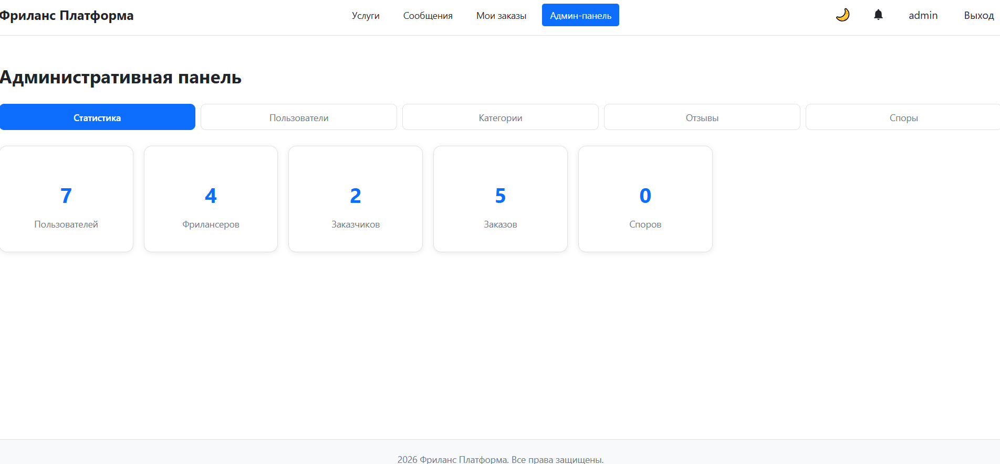 Фриланс Платформа Услуги Сообщения Мои заказы Админ-панель admin Выход
Административная панель
Статистика Пользователи Категории Отзывы Споры
7 4 2 5 0
Пользователей Фрилансеров Заказчиков Заказов Споров
2026 Фриланс Платформа. Все права защищены.